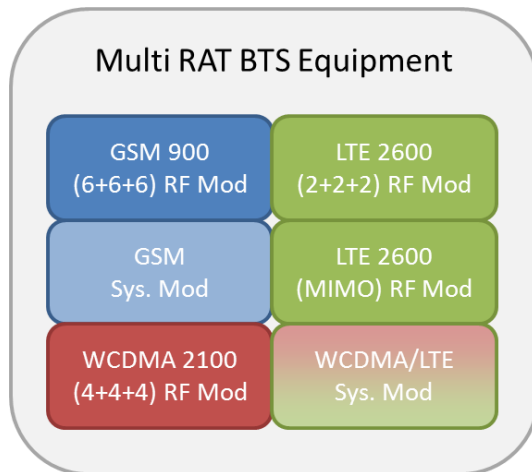 Multi RAT BTS Equipment
GSM 900
(6+6+6) RF Mod
LTE 2600
(2+2+2) RF Mod
GSM
Sys. Mod
LTE 2600
(MIMO) RF Mod
WCDMA 2100
(4+4+4) RF Mod
WCDMA/LTE
Sys. Mod